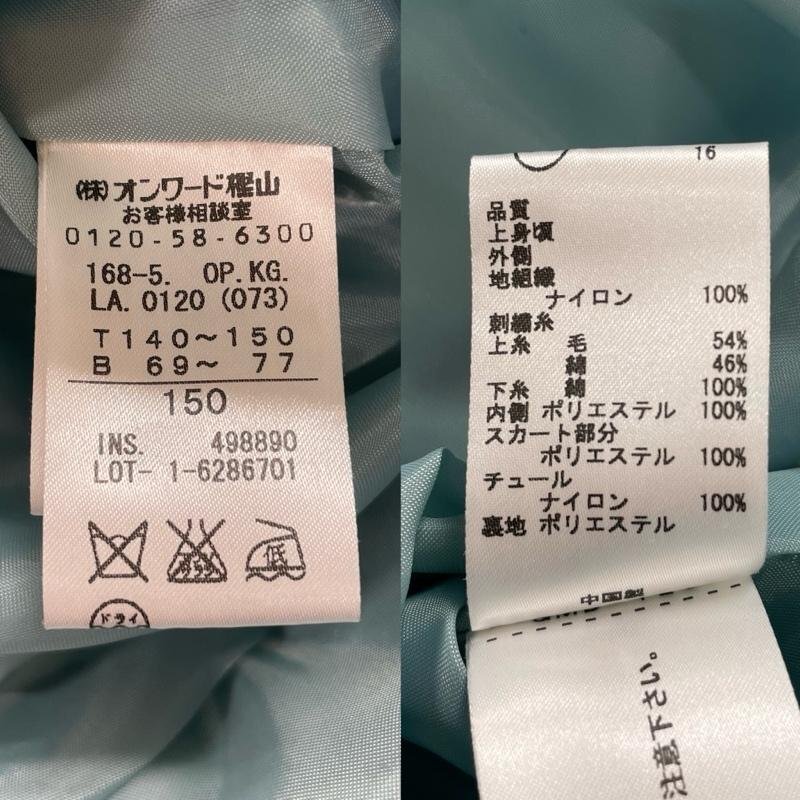 (株)オンワード樫山
お客様相談室
0120-58-6300
168-5. OP.KG.
LA.0120 (073)
T140～150
B 69～ 77
150
INS. 498890
LOT- 1-6286701
エンソサラシ
低
ドライ
16
品質
上身頃
外側
地組織
ナイロン 100%
刺繍糸
上糸 毛 54%
綿 46%
下糸 綿 100%
内側 ポリエステル 100%
スカート部分
ポリエステル 100%
チュール
ナイロン 100%
裏地 ポリエステル
中国製
注意下さい。